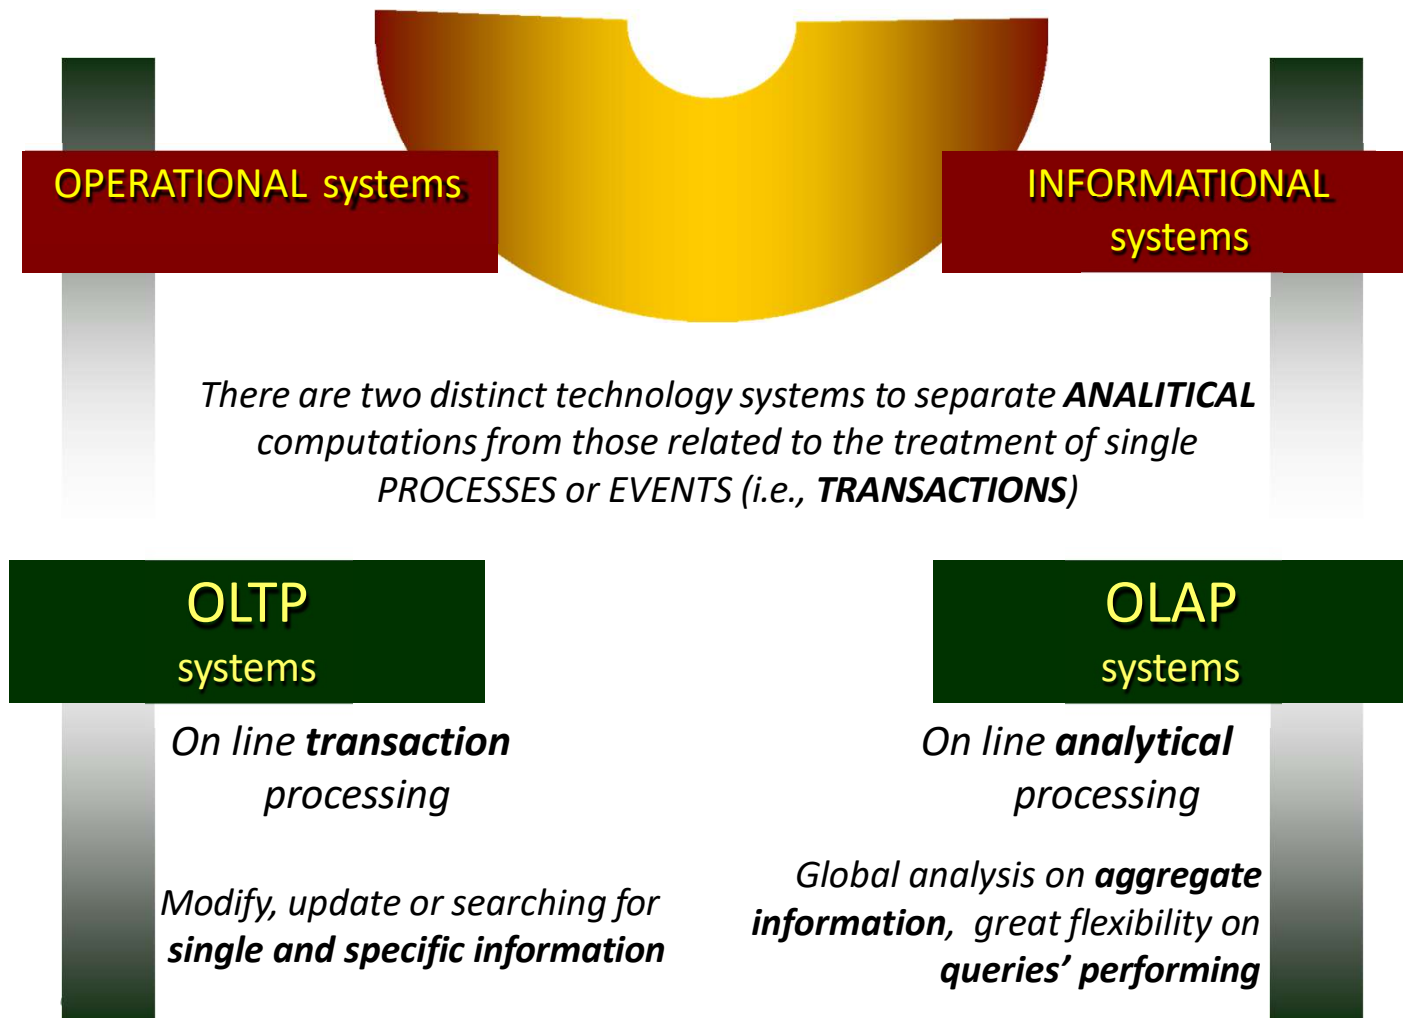 OPERATIONAL systems
INFORMATIONAL
systems
There are two distinct technology systems to separate ANALITICAL
computations from those related to the treatment of single
PROCESSES or EVENTS (i.e., TRANSACTIONS)
OLTP
systems
On line transaction
processing
Modify, update or searching for
single and specific information
OLAP
systems
On line analytical
processing
Global analysis on aggregate
information, great flexibility on
queries’ performing